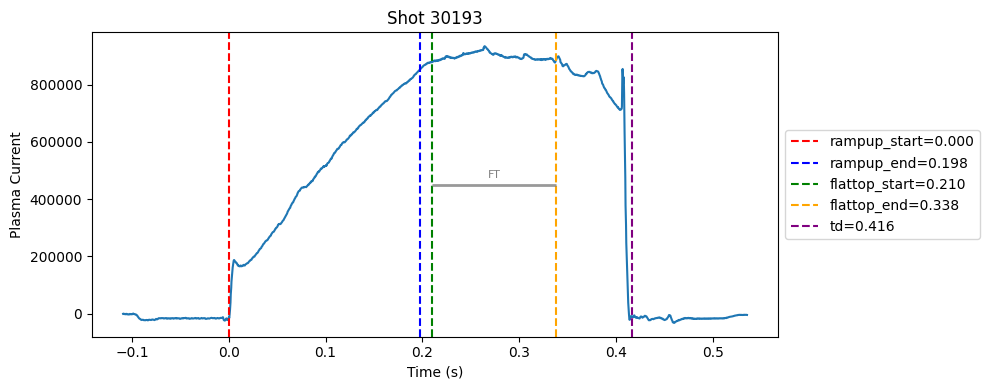 Shot 30193
Plasma Current
800000
600000
400000
200000
0
FT
−0.1
0.0
0.1
0.2
0.3
0.4
0.5
Time (s)
rampup_start=0.000
rampup_end=0.198
flattop_start=0.210
flattop_end=0.338
td=0.416